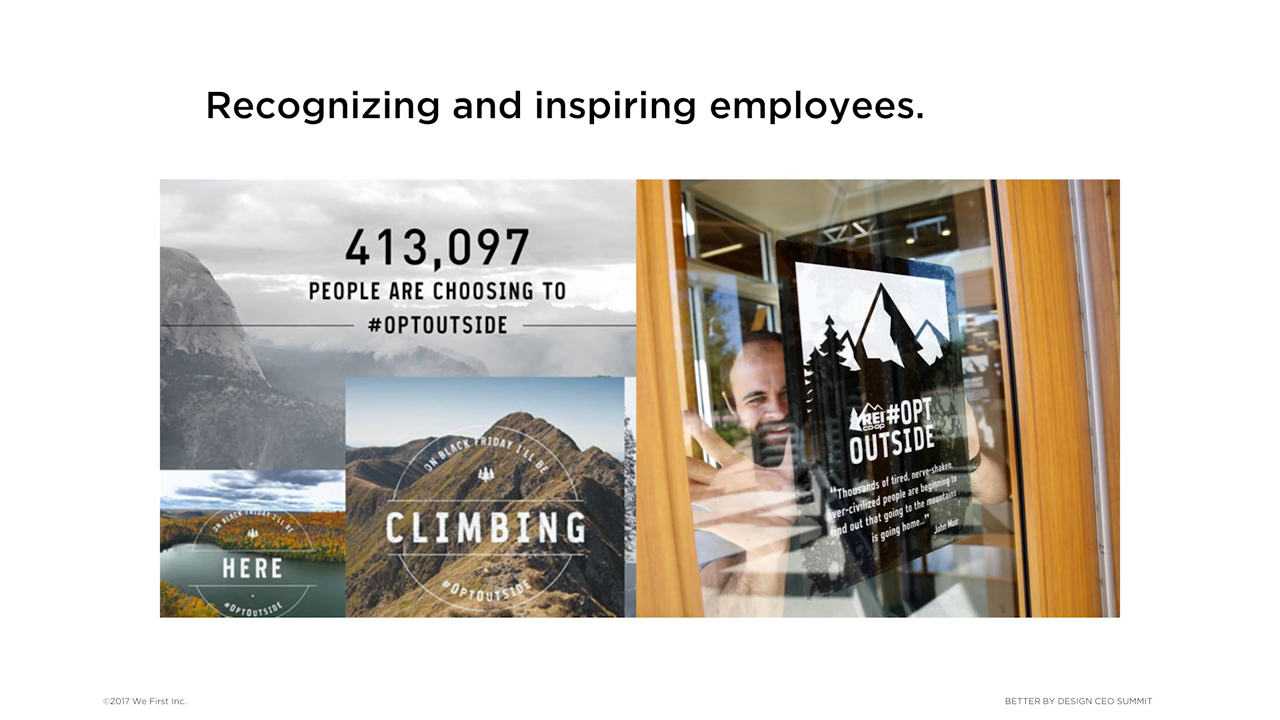 Recognizing and inspiring employees.
413,097
PEOPLE ARE CHOOSING TO
#OPTOUTSIDE
ON BLACK FRIDAY I'LL BE
CLIMBING
#OPTOUTSIDE
ON BLACK FRIDAY I'LL BE
HERE
#OPTOUTSIDE
REI
CO-OP
#OPT
OUTSIDE
“Thousands of tired, nerve-shaken,
over-civilized people are beginning to
find out that going to the mountains
is going home...”
John Muir
©2017 We First Inc.
BETTER BY DESIGN CEO SUMMIT